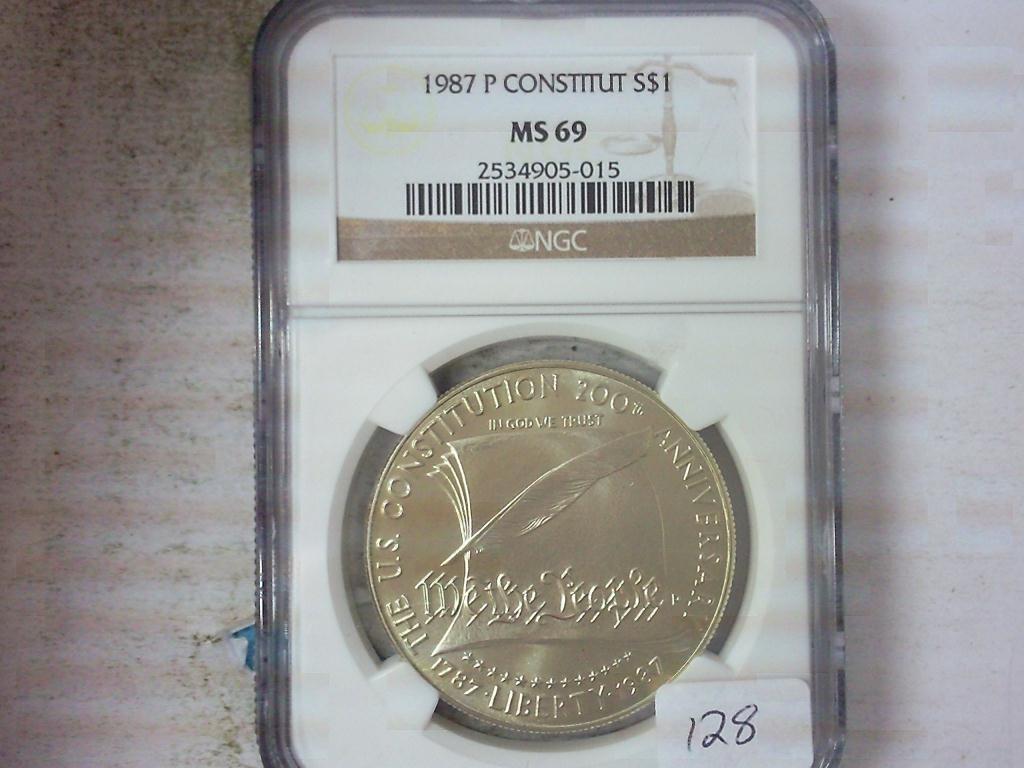 1987 P CONSTITUT S$1
MS 69
2534905-015
NGC
THE U.S. CONSTITUTION 200TH ANNIVERSARY
IN GOD WE TRUST
We the People
P
1787 · LIBERTY · 1987
128